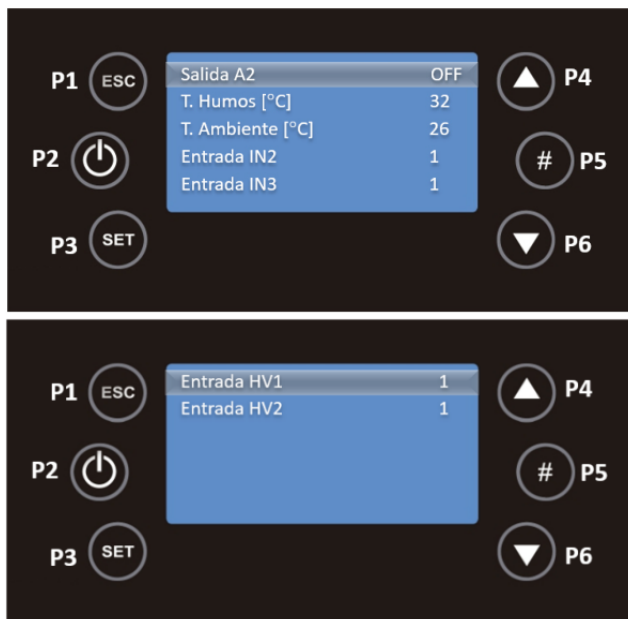 P1 ESC Salida A2 OFF P4
T. Humos [°C] 32
T. Ambiente [°C] 26
P2 Entrada IN2 1 # P5
Entrada IN3 1
P3 SET P6
P1 ESC Entrada HV1 1 P4
Entrada HV2 1
P2 # P5
P3 SET P6